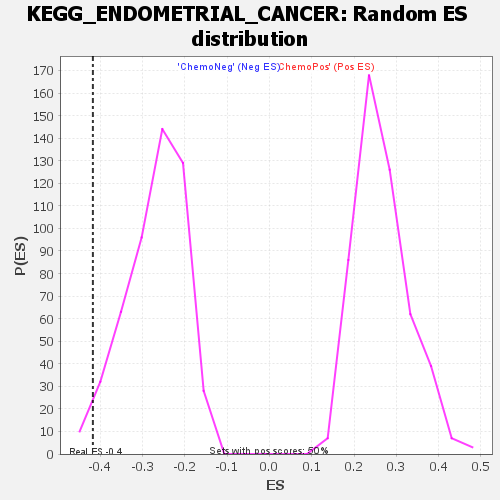 KEGG_ENDOMETRIAL_CANCER: Random ES
distribution
'ChemoNeg' (Neg ES)
ChemoPos' (Pos ES)
170
160
150
140
130
120
110
100
90
80
70
60
50
40
30
20
10
0
P(ES)
Real ES -0.4
Sets with pos scores: 50%
-0.4 -0.3 -0.2 -0.1 0.0 0.1 0.2 0.3 0.4 0.5
ES